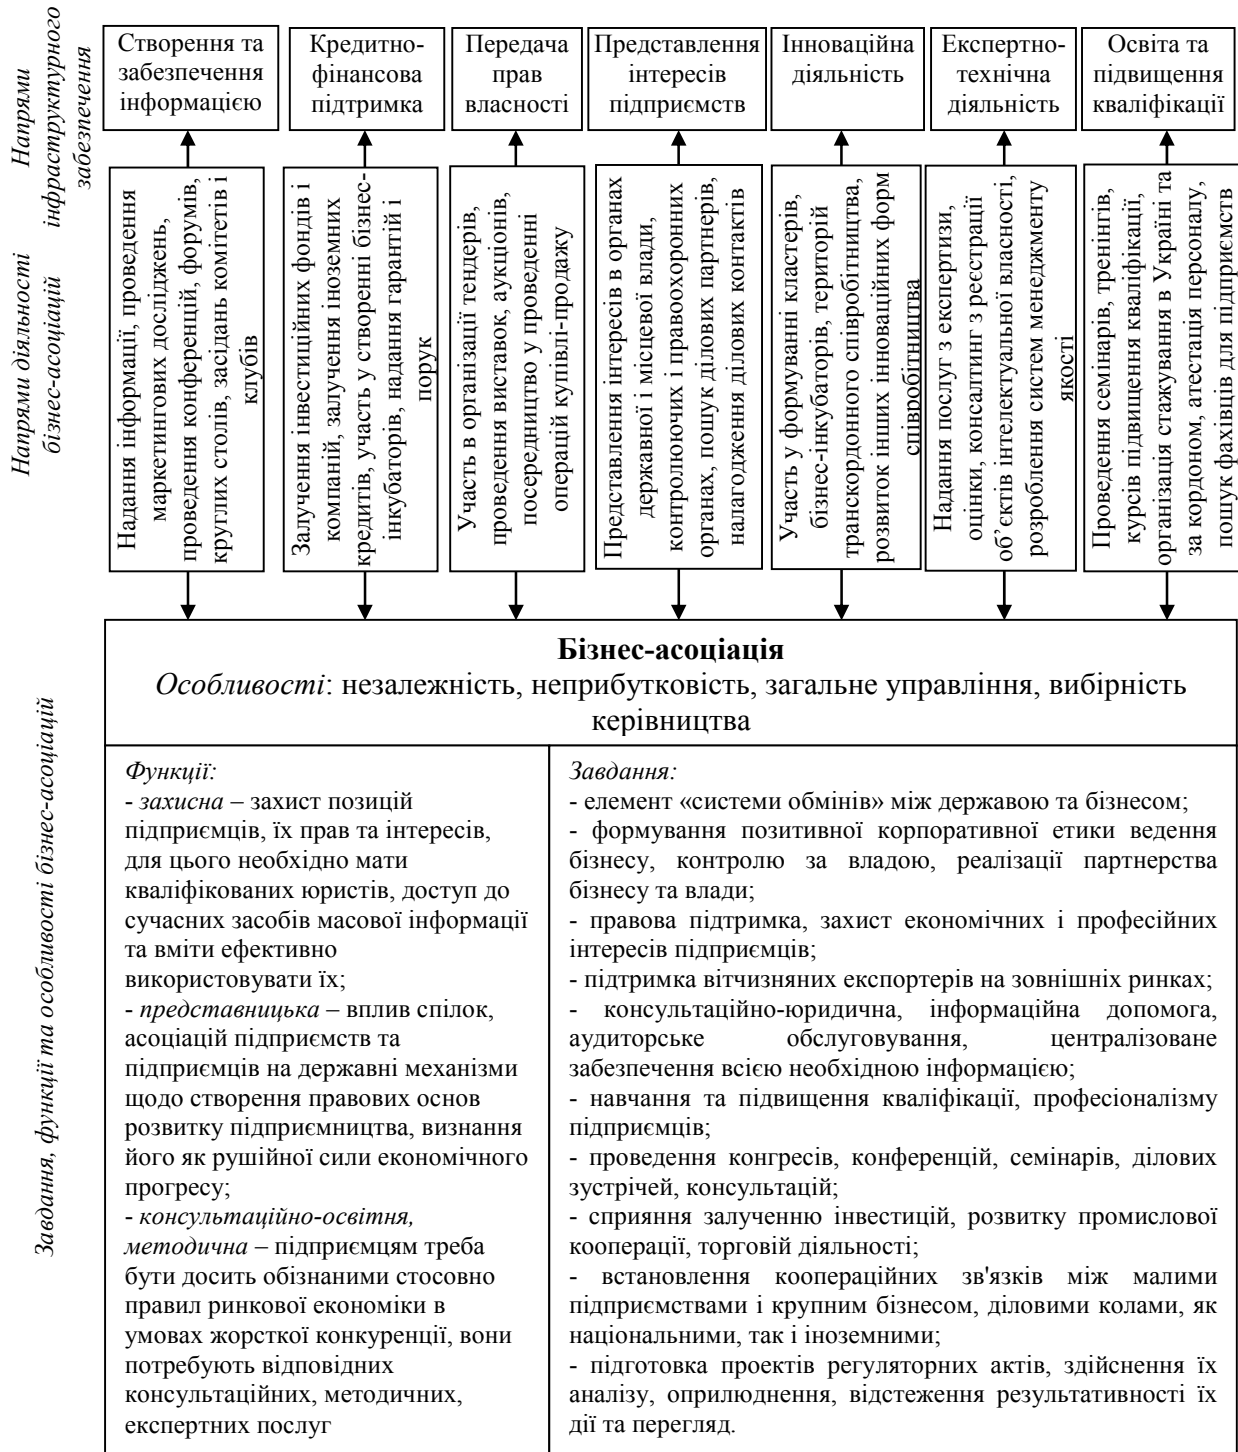 Напрями
інфраструктурного
забезпечення
Створення та
забезпечення
інформацією
Кредитно-
фінансова
підтримка
Передача
прав
власності
Представлення
інтересів
підприємств
Інноваційна
діяльність
Експертно-
технічна
діяльність
Освіта та
підвищення
кваліфікації
Напрями діяльності
бізнес-асоціацій
Надання інформації, проведення
маркетингових досліджень,
проведення конференцій, форумів,
круглих столів, засідань комітетів і
клубів
Залучення інвестиційних фондів і
компаній, залучення іноземних
кредитів, участь у створенні бізнес-
інкубаторів, надання гарантій і
порук
Участь в організації тендерів,
проведення виставок, аукціонів,
посередництво у проведенні
операцій купівлі-продажу
Представлення інтересів в органах
державної і місцевої влади,
контролюючих і правоохоронних
органах, пошук ділових партнерів,
налагодження ділових контактів
Участь у формуванні кластерів,
бізнес-інкубаторів, територій
транскордонного співробітництва,
розвиток інших інноваційних форм
співробітництва
Надання послуг з експертизи,
оцінки, консалтинг з реєстрації
об᾽єктів інтелектуальної власності,
розроблення систем менеджменту
якості
Проведення семінарів, тренінгів,
курсів підвищення кваліфікації,
організація стажування в Україні та
за кордоном, атестація персоналу,
пошук фахівців для підприємств
Завдання, функції та особливості бізнес-асоціацій
Бізнес-асоціація
Особливості: незалежність, неприбутковість, загальне управління, вибірність
керівництва
Функції:
- захисна – захист позицій
підприємців, їх прав та інтересів,
для цього необхідно мати
кваліфікованих юристів, доступ до
сучасних засобів масової інформації
та вміти ефективно
використовувати їх;
- представницька – вплив спілок,
асоціацій підприємств та
підприємців на державні механізми
щодо створення правових основ
розвитку підприємництва, визнання
його як рушійної сили економічного
прогресу;
- консультаційно-освітня,
методична – підприємцям треба
бути досить обізнаними стосовно
правил ринкової економіки в
умовах жорсткої конкуренції, вони
потребують відповідних
консультаційних, методичних,
експертних послуг
Завдання:
- елемент «системи обмінів» між державою та бізнесом;
- формування позитивної корпоративної етики ведення
бізнесу, контролю за владою, реалізації партнерства
бізнесу та влади;
- правова підтримка, захист економічних і професійних
інтересів підприємців;
- підтримка вітчизняних експортерів на зовнішніх ринках;
- консультаційно-юридична, інформаційна допомога,
аудиторське обслуговування, централізоване
забезпечення всією необхідною інформацією;
- навчання та підвищення кваліфікації, професіоналізму
підприємців;
- проведення конгресів, конференцій, семінарів, ділових
зустрічей, консультацій;
- сприяння залученню інвестицій, розвитку промислової
кооперації, торговій діяльності;
- встановлення коопераційних зв'язків між малими
підприємствами і крупним бізнесом, діловими колами, як
національними, так і іноземними;
- підготовка проектів регуляторних актів, здійснення їх
аналізу, оприлюднення, відстеження результативності їх
дії та перегляд.